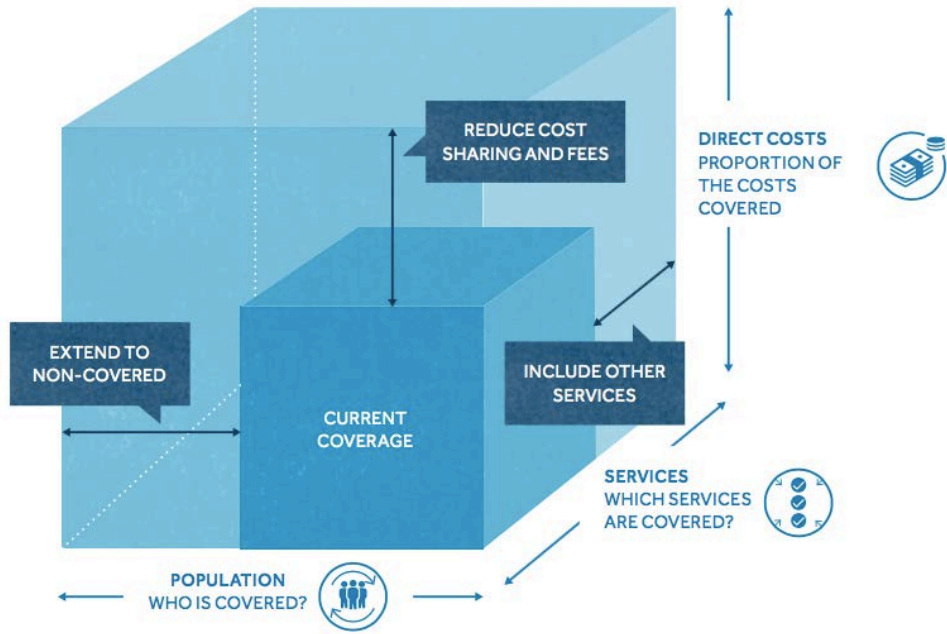 REDUCE COST
SHARING AND FEES
DIRECT COSTS
PROPORTION OF
THE COSTS
COVERED
EXTEND TO
NON-COVERED
INCLUDE OTHER
SERVICES
CURRENT
COVERAGE
SERVICES
WHICH SERVICES
ARE COVERED?
POPULATION
WHO IS COVERED?